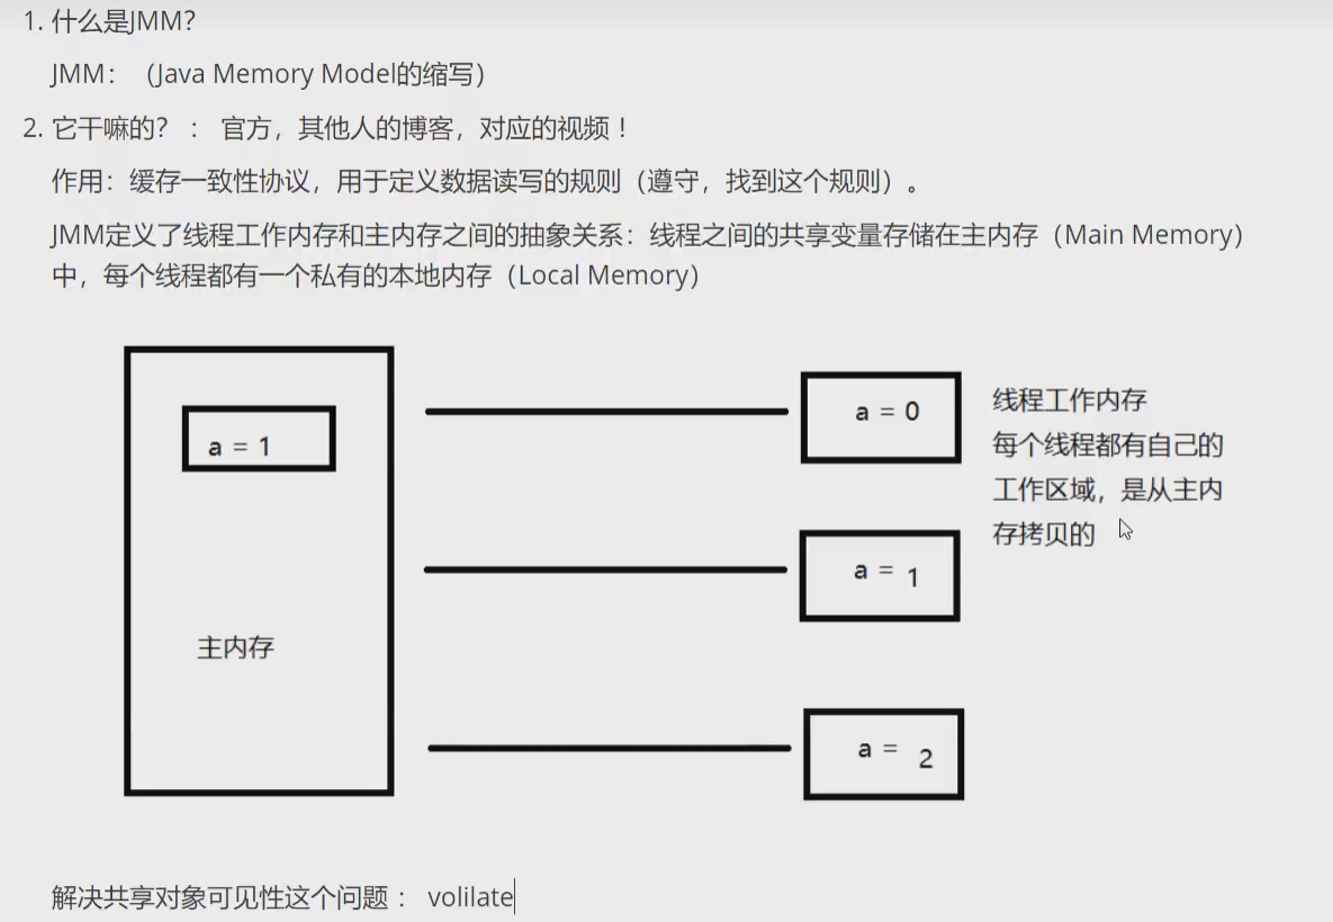 1. 什么是JMM?
JMM： （Java Memory Model的缩写）
2. 它干嘛的? ： 官方，其他人的博客，对应的视频！
作用：缓存一致性协议，用于定义数据读写的规则（遵守，找到这个规则）。
JMM定义了线程工作内存和主内存之间的抽象关系：线程之间的共享变量存储在主内存（Main Memory）
中，每个线程都有一个私有的本地内存（Local Memory）
a = 1
主内存
a = 0
a = 1
a = 2
线程工作内存
每个线程都有自己的
工作区域，是从主内
存拷贝的
解决共享对象可见性这个问题： volilate